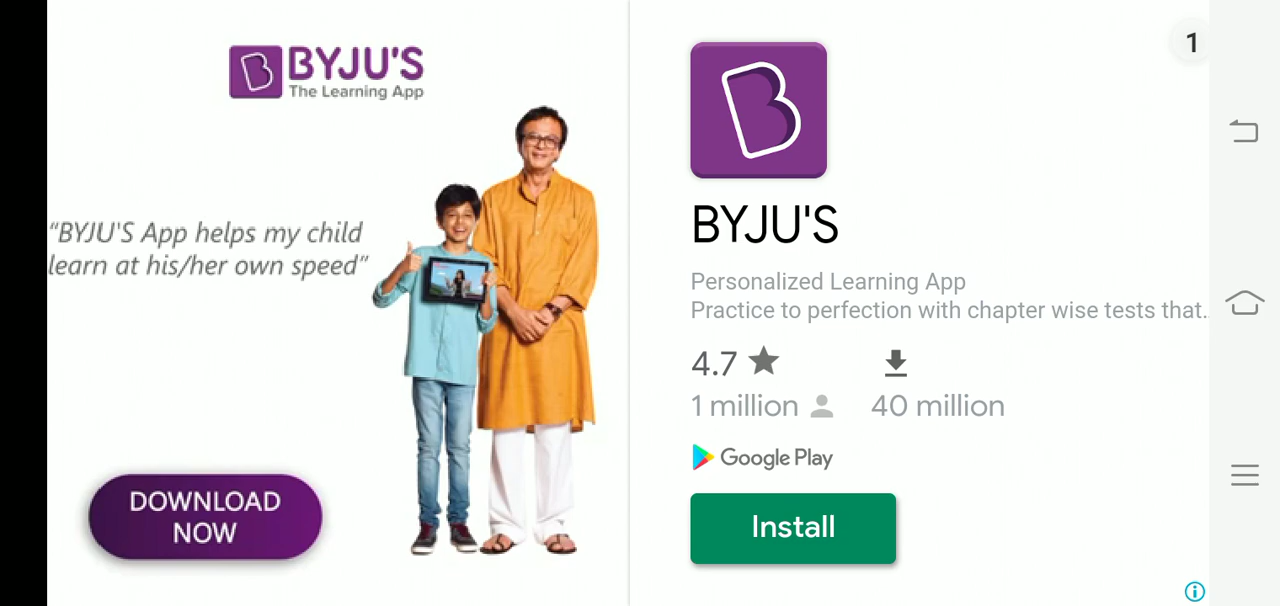 BYJU'S
The Learning App
“BYJU'S App helps my child
learn at his/her own speed”
DOWNLOAD
NOW
1
BYJU'S
Personalized Learning App
Practice to perfection with chapter wise tests that..
4.7
1 million
40 million
Google Play
Install